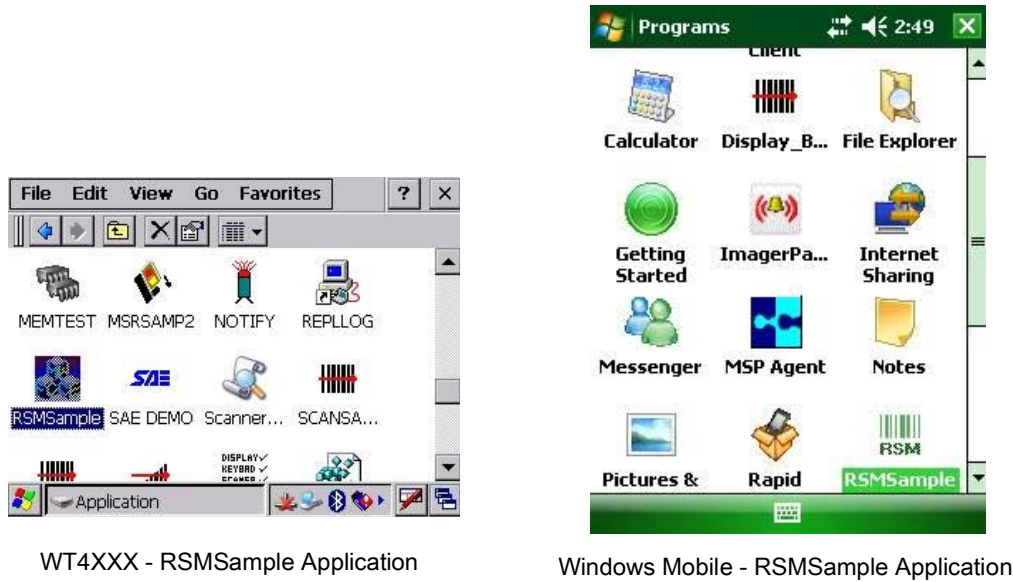 File Edit View Go Favorites ? ×
MEMTEST MSRSAMP2 NOTIFY REPLLOG
RSMSample SAE DEMO Scanner... SCANSA...
SAE
DISPLAY✓
KEYBRD✓
Application
WT4XXX - RSMSample Application
Programs 2:49
Client
Calculator Display_B... File Explorer
Getting Started ImagerPa... Internet Sharing
Messenger MSP Agent Notes
RSM
Pictures & Rapid RSMSample
Windows Mobile - RSMSample Application